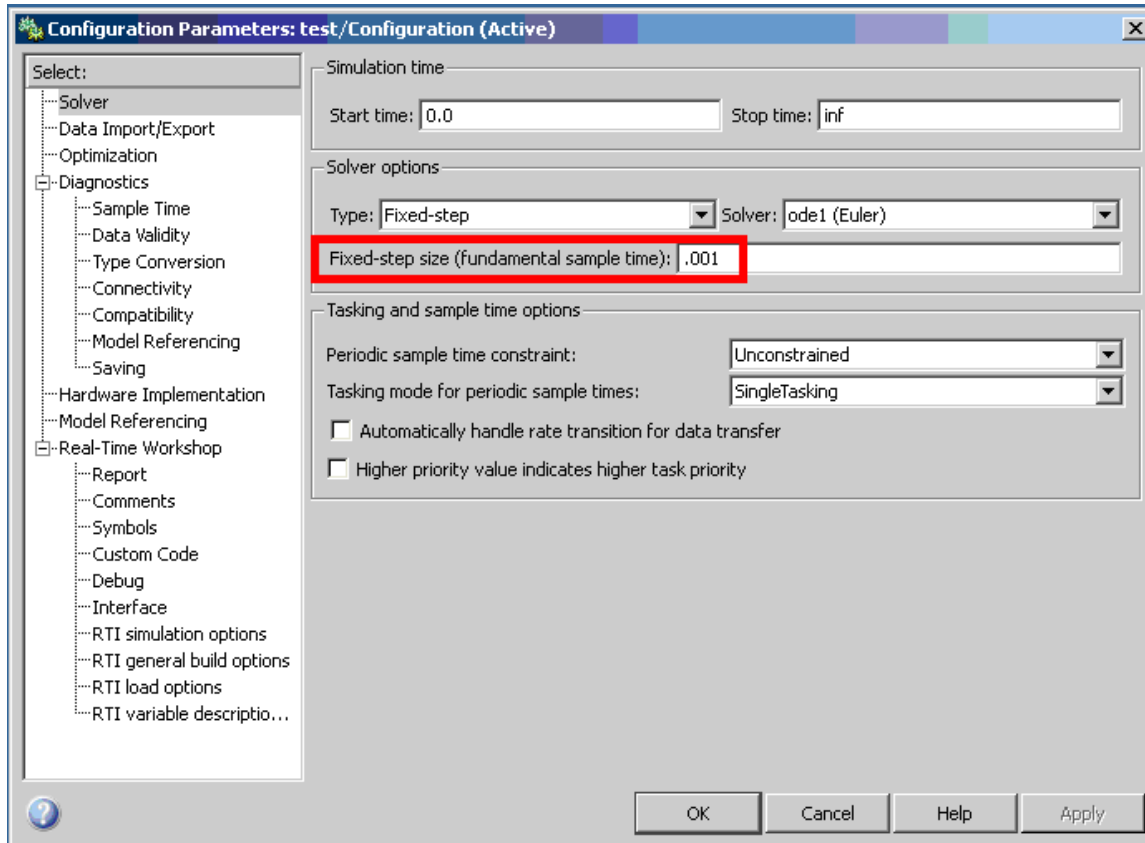 Configuration Parameters: test/Configuration (Active)
Select:
Solver
Data Import/Export
Optimization
Diagnostics
Sample Time
Data Validity
Type Conversion
Connectivity
Compatibility
Model Referencing
Saving
Hardware Implementation
Model Referencing
Real-Time Workshop
Report
Comments
Symbols
Custom Code
Debug
Interface
RTI simulation options
RTI general build options
RTI load options
RTI variable descriptio...
Simulation time
Start time: 0.0 Stop time: inf
Solver options
Type: Fixed-step Solver: ode1 (Euler)
Fixed-step size (fundamental sample time): .001
Tasking and sample time options
Periodic sample time constraint: Unconstrained
Tasking mode for periodic sample times: SingleTasking
Automatically handle rate transition for data transfer
Higher priority value indicates higher task priority
? OK Cancel Help Apply